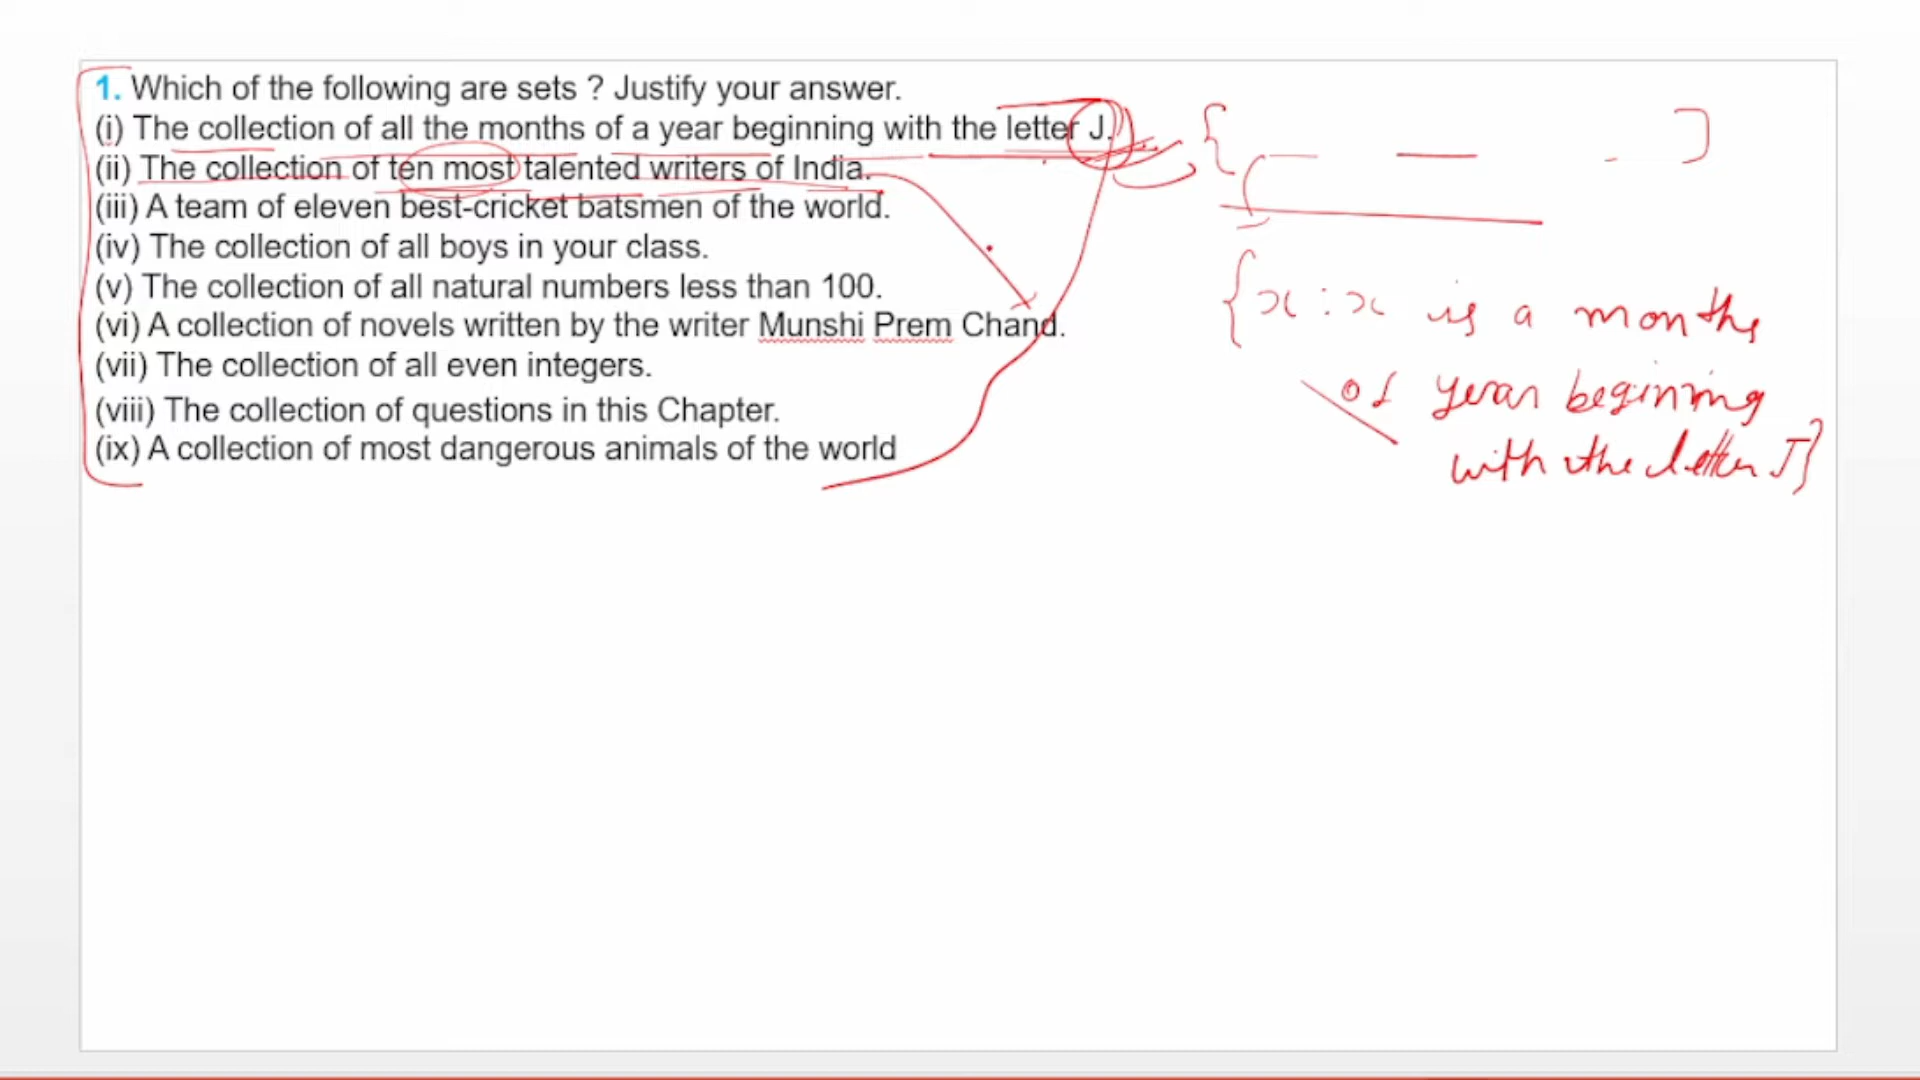 1. Which of the following are sets ? Justify your answer.
(i) The collection of all the months of a year beginning with the letter J.
(ii) The collection of ten most talented writers of India.
(iii) A team of eleven best-cricket batsmen of the world.
(iv) The collection of all boys in your class.
(v) The collection of all natural numbers less than 100.
(vi) A collection of novels written by the writer Munshi Prem Chand.
(vii) The collection of all even integers.
(viii) The collection of questions in this Chapter.
(ix) A collection of most dangerous animals of the world
{x : x is a months
of year beginning
with the letter J}